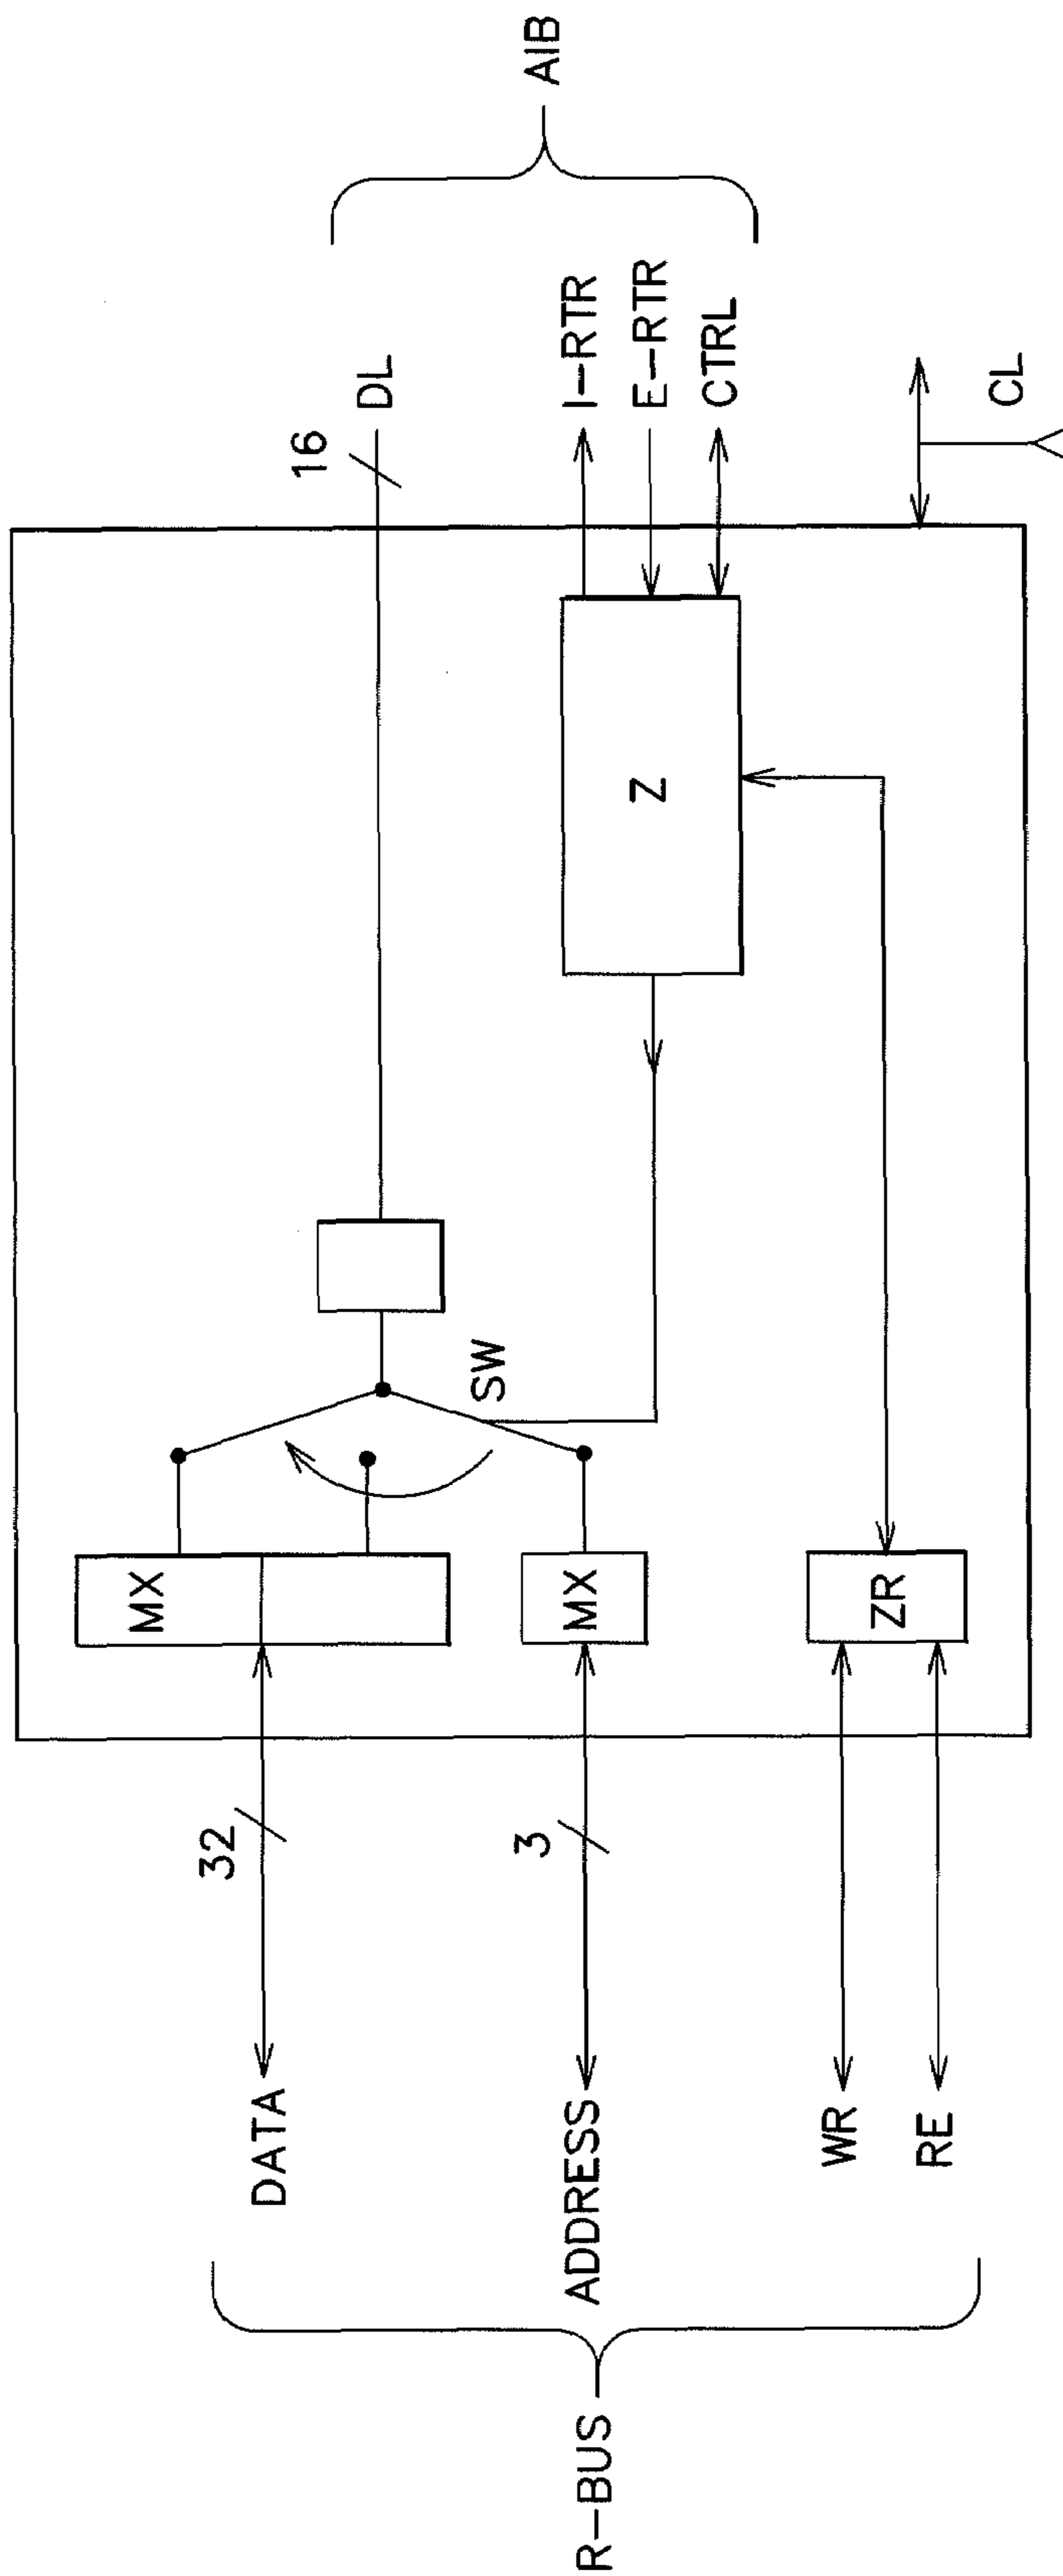 R-BUS
DATA
32
ADDRESS
3
WR
RE
MX
MX
ZR
SW
Z
16
DL
I-RTR
E-RTR
CTRL
AIB
CL